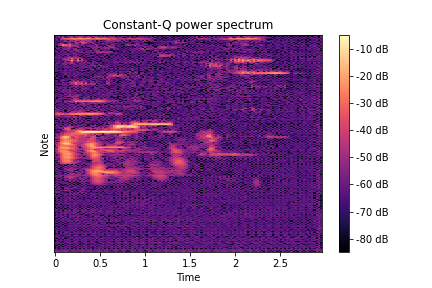 Constant-Q power spectrum
-10 dB
-20 dB
-30 dB
-40 dB
-50 dB
-60 dB
-70 dB
-80 dB
Note
0
0.5
1
1.5
2
2.5
Time